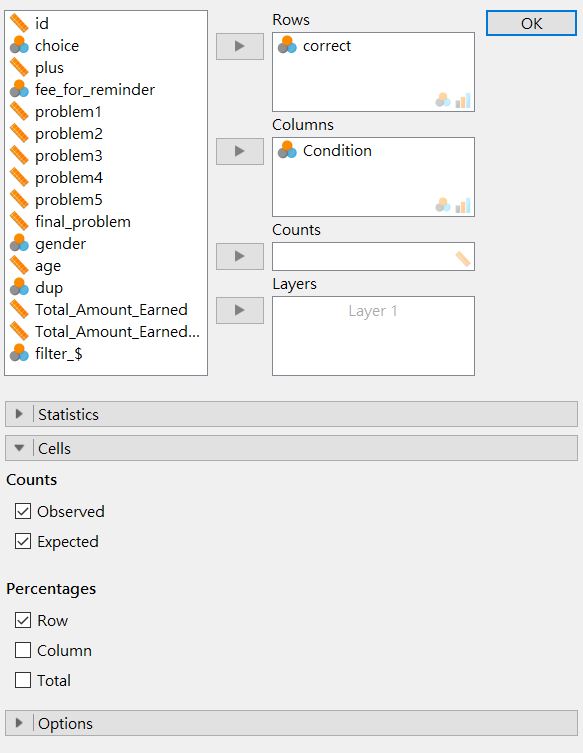 id
choice
plus
fee_for_reminder
problem1
problem2
problem3
problem4
problem5
final_problem
gender
age
dup
Total_Amount_Earned
Total_Amount_Earned...
filter_$
Rows
correct
Columns
Condition
Counts
Layers
Layer 1
OK
Statistics
Cells
Counts
Observed
Expected
Percentages
Row
Column
Total
Options